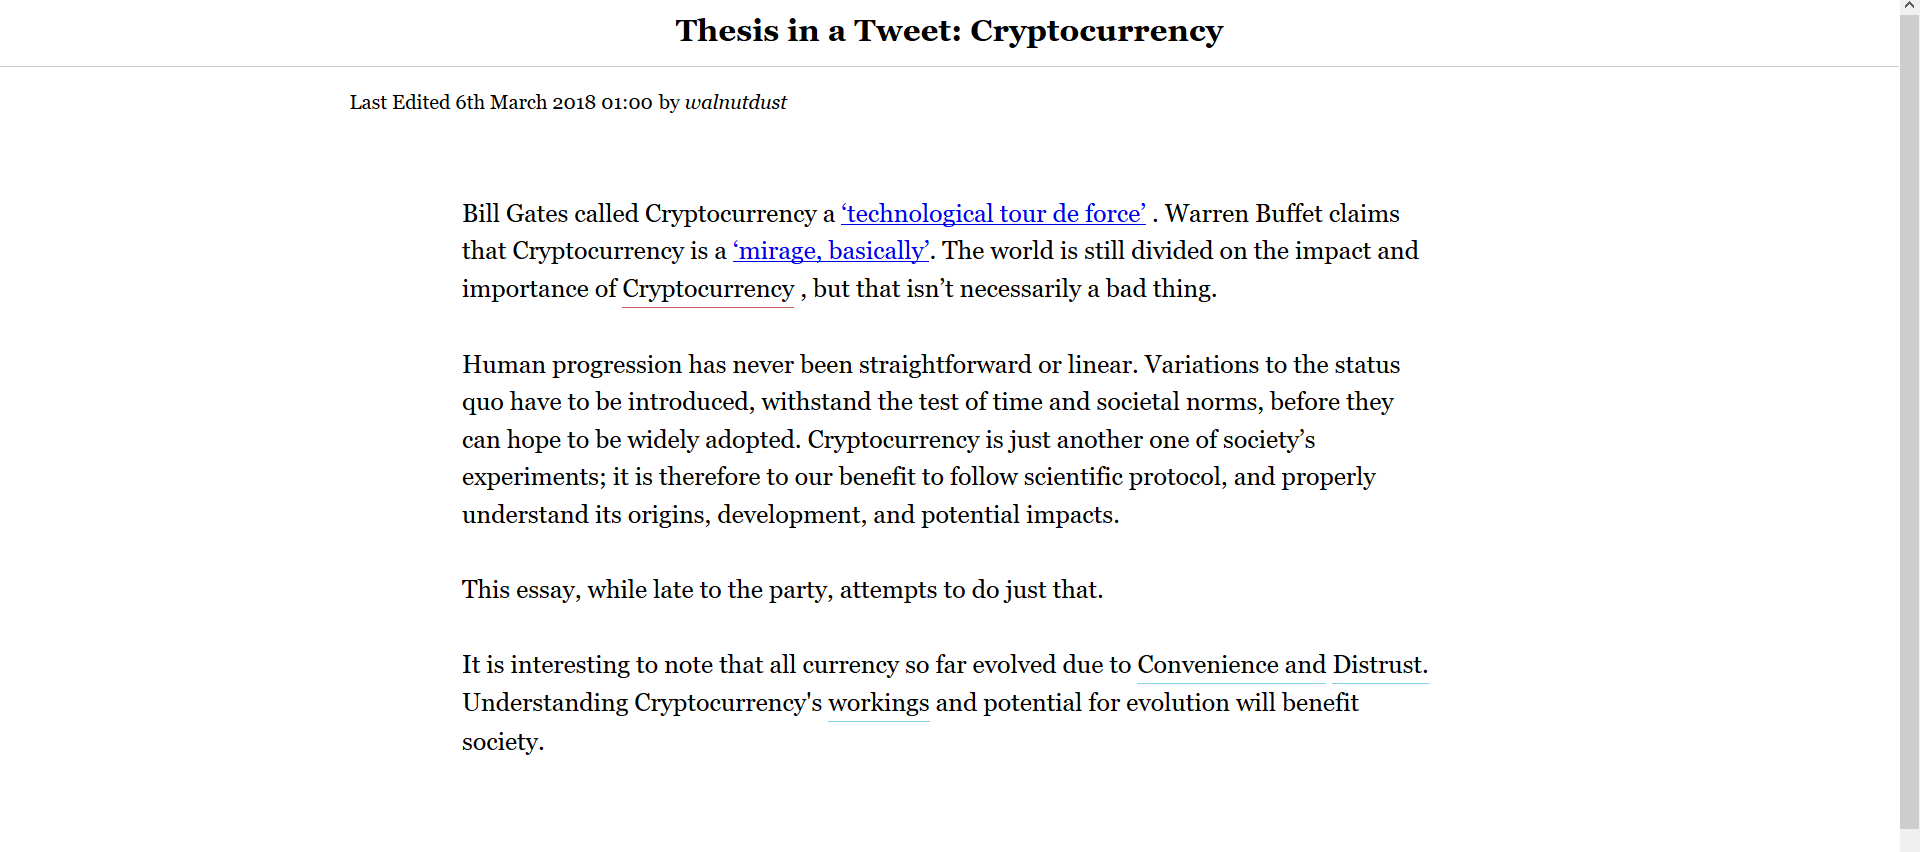 Thesis in a Tweet: Cryptocurrency
Last Edited 6th March 2018 01:00 by walnutdust
Bill Gates called Cryptocurrency a ‘technological tour de force’ . Warren Buffet claims
that Cryptocurrency is a ‘mirage, basically’. The world is still divided on the impact and
importance of Cryptocurrency , but that isn’t necessarily a bad thing.
Human progression has never been straightforward or linear. Variations to the status
quo have to be introduced, withstand the test of time and societal norms, before they
can hope to be widely adopted. Cryptocurrency is just another one of society’s
experiments; it is therefore to our benefit to follow scientific protocol, and properly
understand its origins, development, and potential impacts.
This essay, while late to the party, attempts to do just that.
It is interesting to note that all currency so far evolved due to Convenience and Distrust.
Understanding Cryptocurrency's workings and potential for evolution will benefit
society.